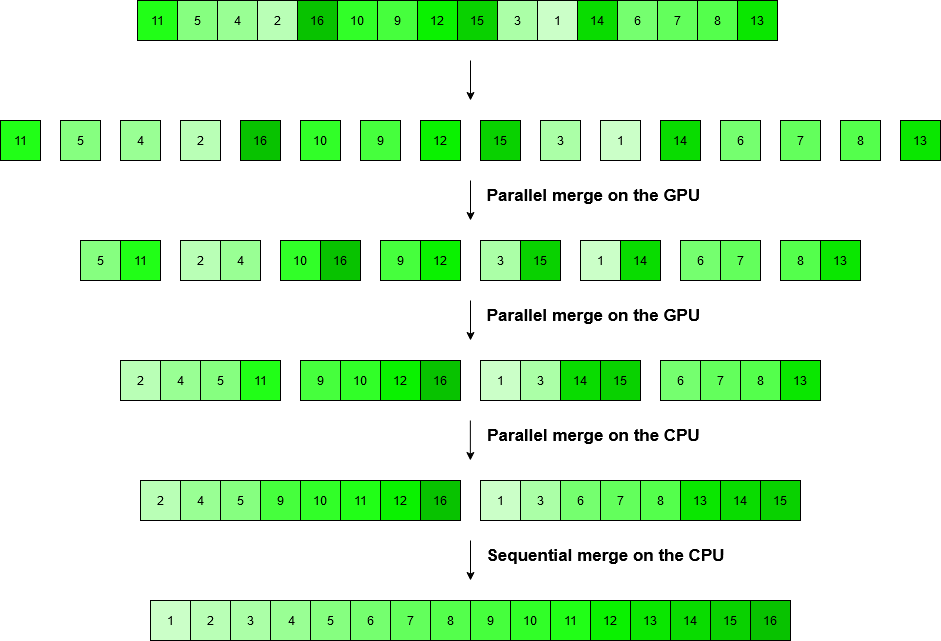 11 5 4 2 16 10 9 12 15 3 1 14 6 7 8 13
11 5 4 2 16 10 9 12 15 3 1 14 6 7 8 13
Parallel merge on the GPU
5 11 2 4 10 16 9 12 3 15 1 14 6 7 8 13
Parallel merge on the GPU
2 4 5 11 9 10 12 16 1 3 14 15 6 7 8 13
Parallel merge on the CPU
2 4 5 9 10 11 12 16 1 3 6 7 8 13 14 15
Sequential merge on the CPU
1 2 3 4 5 6 7 8 9 10 11 12 13 14 15 16